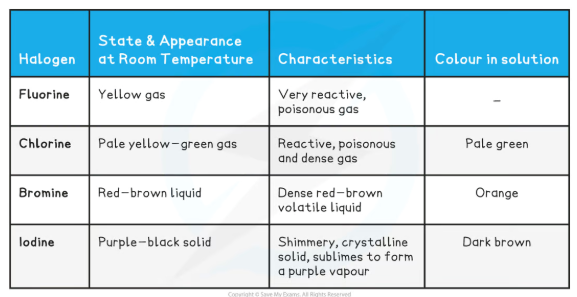 Halogen
State & Appearance
at Room Temperature
Characteristics
Colour in solution
Fluorine
Yellow gas
Very reactive,
poisonous gas
–
Chlorine
Pale yellow–green gas
Reactive, poisonous
and dense gas
Pale green
Bromine
Red–brown liquid
Dense red–brown
volatile liquid
Orange
Iodine
Purple–black solid
Shimmery, crystalline
solid, sublimes to form
a purple vapour
Dark brown
Copyright © Save My Exams. All Rights Reserved